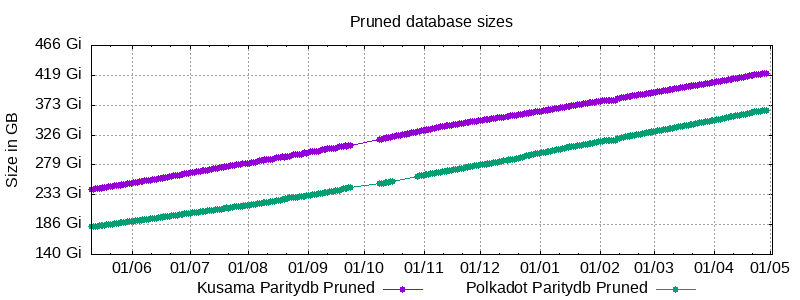 Pruned database sizes
Size in GB
466 Gi
419 Gi
373 Gi
326 Gi
279 Gi
233 Gi
186 Gi
140 Gi
01/06 01/07 01/08 01/09 01/10 01/11 01/12 01/01 01/02 01/03 01/04 01/05
Kusama Paritydb Pruned Polkadot Paritydb Pruned